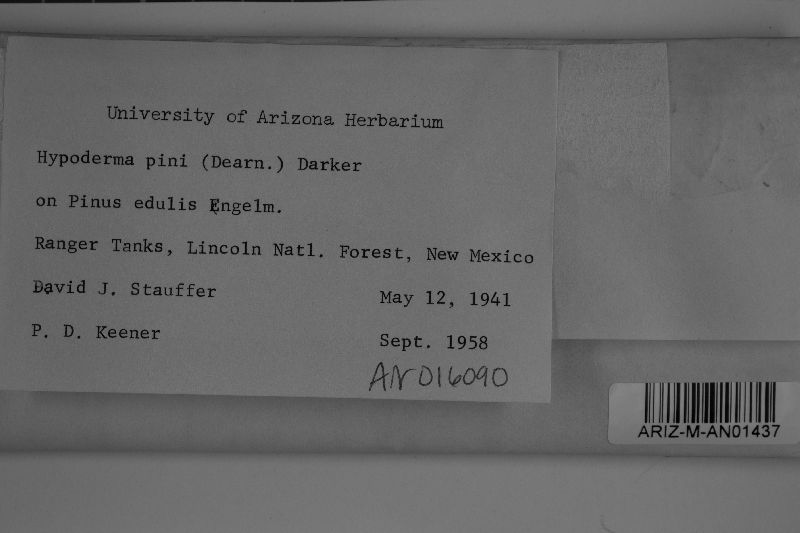 University of Arizona Herbarium
Hypoderma pini (Dearn.) Darker
on Pinus edulis Engelm.
Ranger Tanks, Lincoln Natl. Forest, New Mexico
David J. Stauffer May 12, 1941
P. D. Keener Sept. 1958
AN016090
ARIZ-M-AN01437